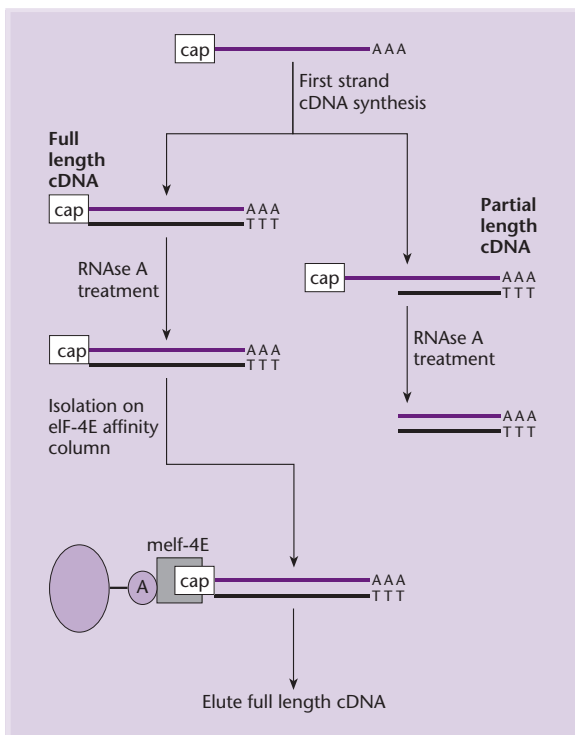 cap AAA
First strand
cDNA synthesis
Full
length
cDNA
cap AAA
TTT
Partial
length
cDNA
cap AAA
TTT
RNAse A
treatment
RNAse A
treatment
cap AAA
TTT
AAA
TTT
Isolation on
elF-4E affinity
column
melf-4E
A cap AAA
TTT
Elute full length cDNA